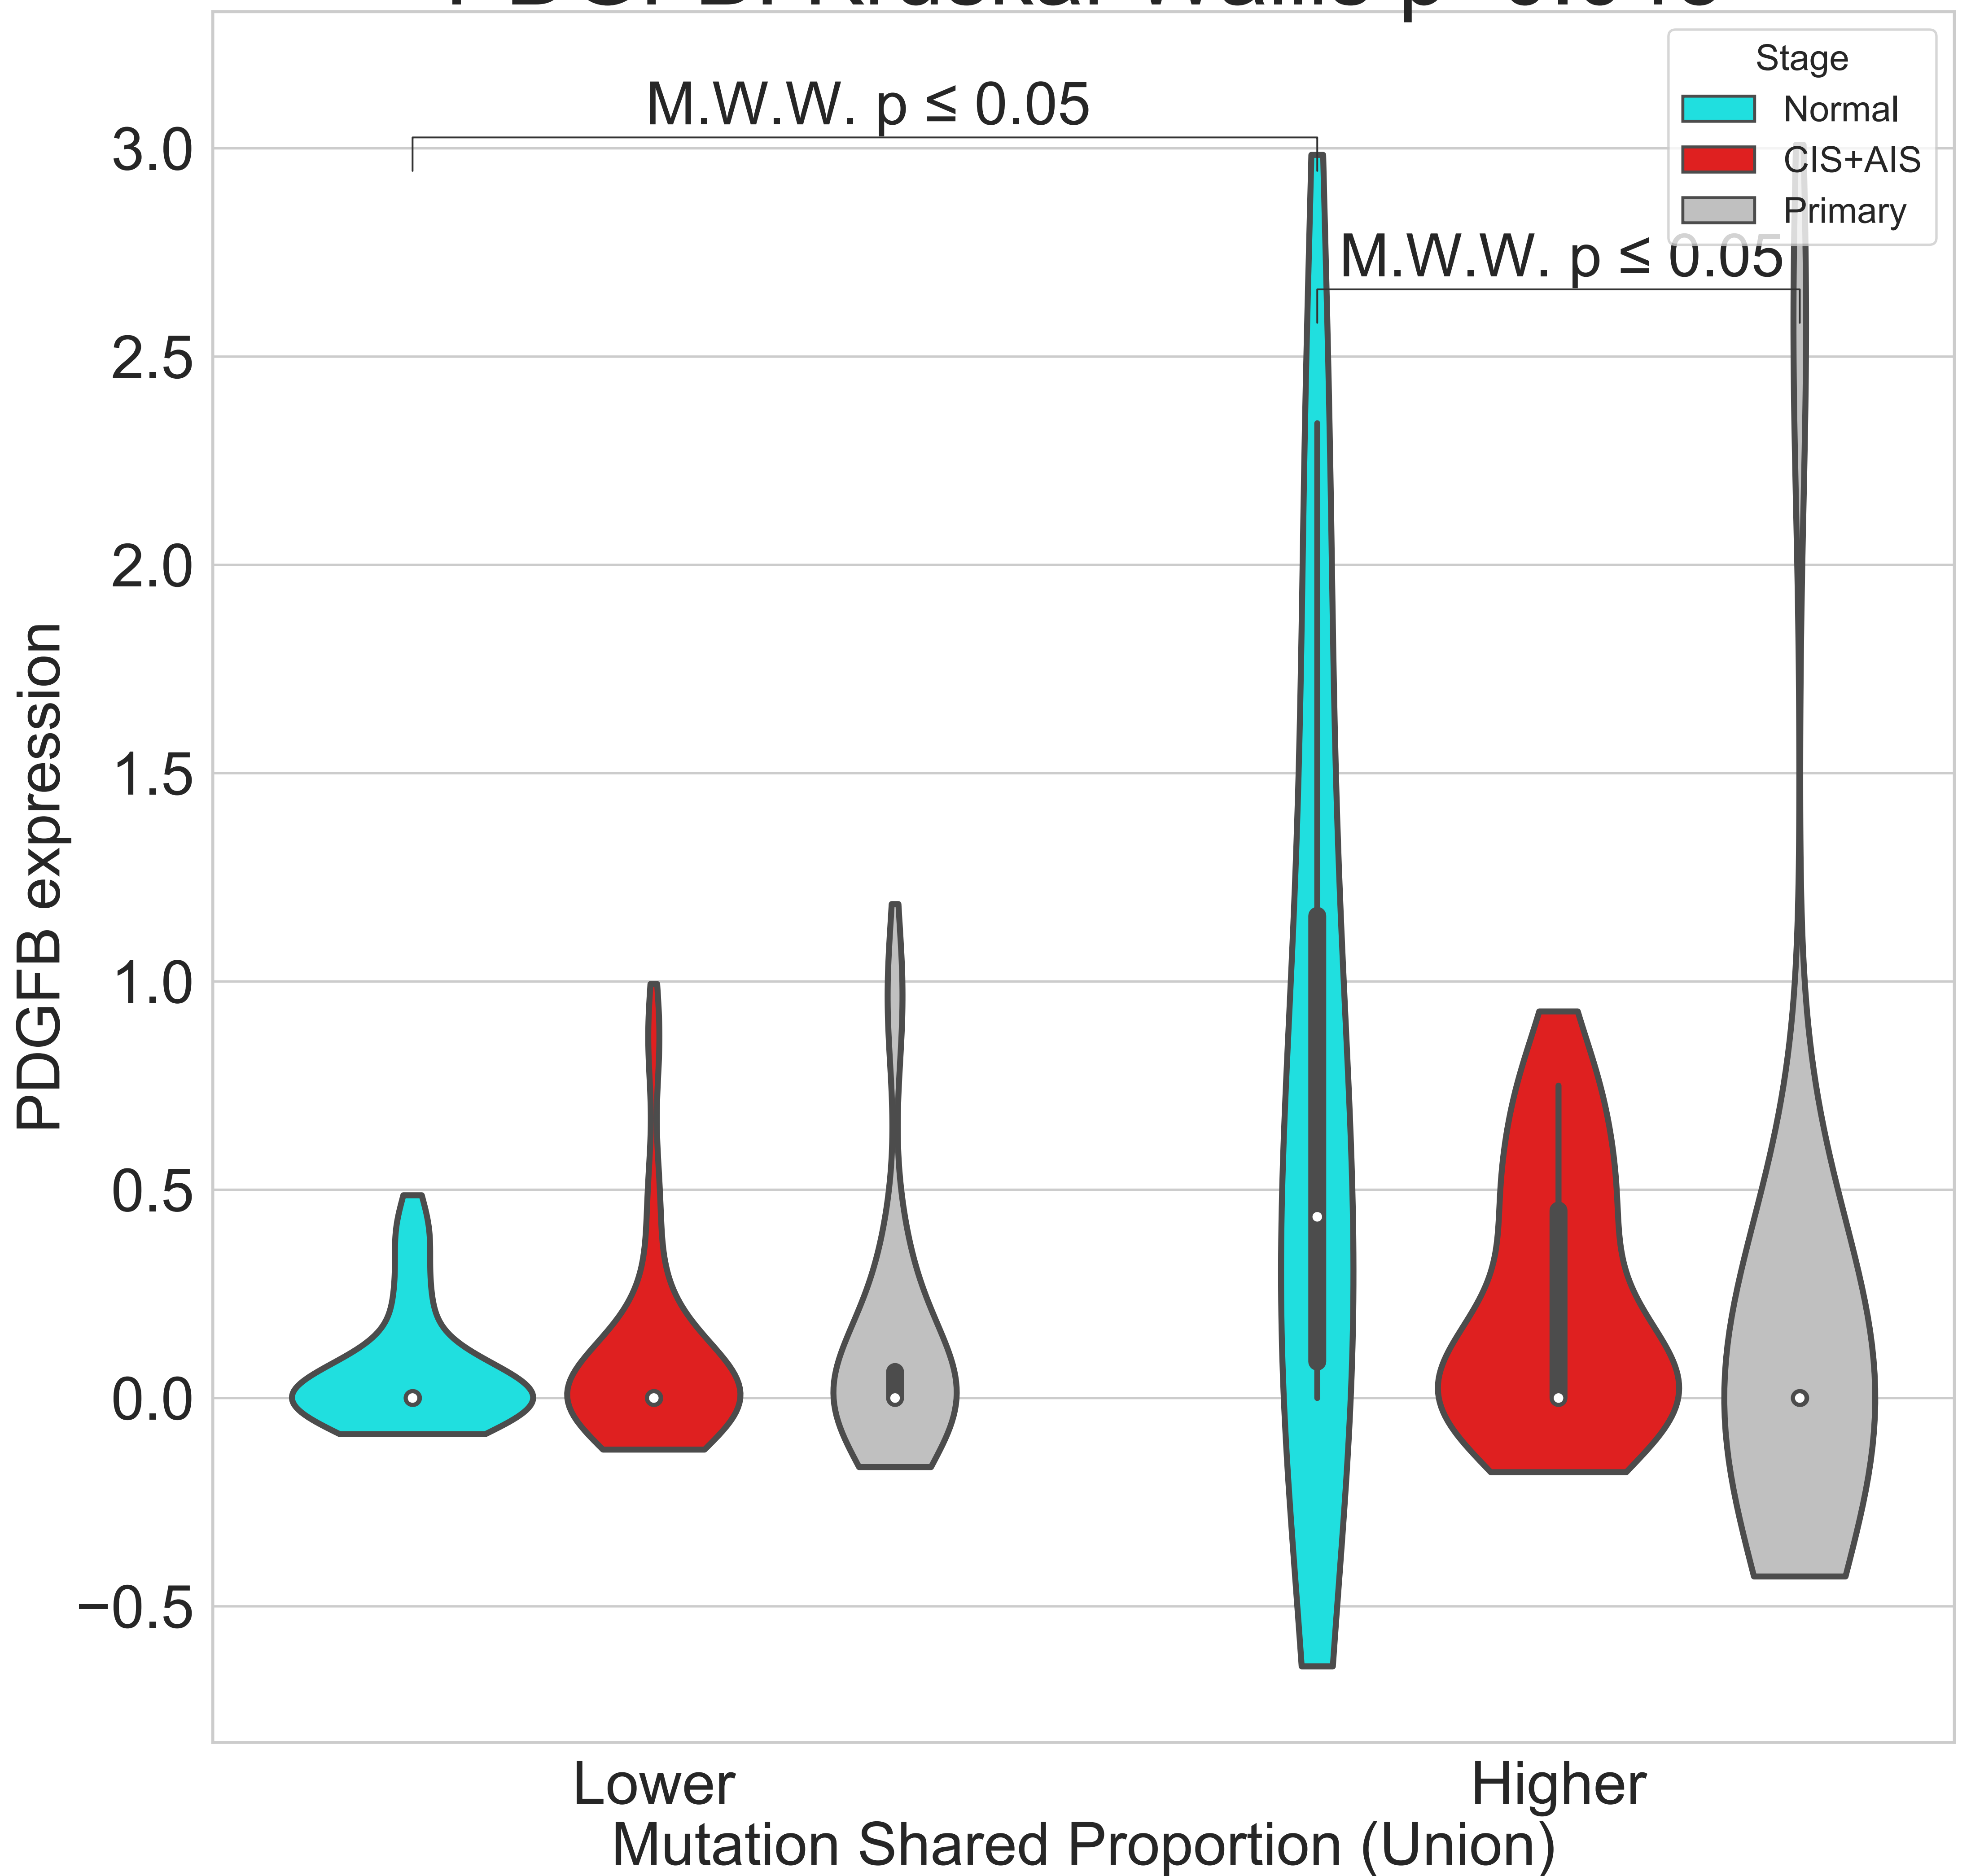 M.W.W. p ≤ 0.05
Stage
Normal
CIS+AIS
Primary
M.W.W. p ≤ 0.05
3.0
2.5
2.0
1.5
1.0
0.5
0.0
−0.5
PDGFB expression
Lower
Higher
Mutation Shared Proportion (Union)